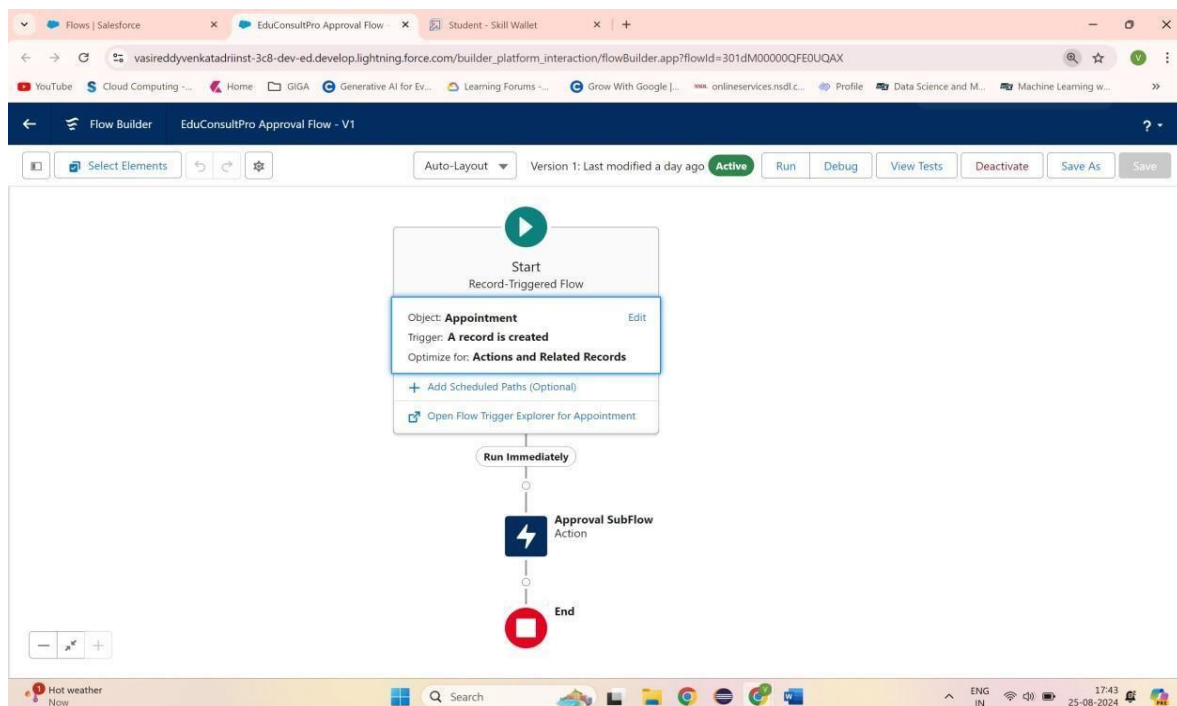 Flows | Salesforce
EduConsultPro Approval Flow -
Student - Skill Wallet
vasireddyvenkatadriinst-3c8-dev-ed.develop.lightning.force.com/builder_platform_interaction/flowBuilder.app?flowId=301dM00000QFE0UQAX
V
YouTube
Cloud Computing -...
Home
GIGA
Generative AI for Ev...
Learning Forums -...
Grow With Google |...
onlineservices.nsdl.c...
Profile
Data Science and M...
Machine Learning w...
Flow Builder
EduConsultPro Approval Flow - V1
?
Select Elements
Auto-Layout
Version 1: Last modified a day ago
Active
Run
Debug
View Tests
Deactivate
Save As
Save
Start
Record-Triggered Flow
Object: Appointment
Edit
Trigger: A record is created
Optimize for: Actions and Related Records
Add Scheduled Paths (Optional)
Open Flow Trigger Explorer for Appointment
Run Immediately
Approval SubFlow
Action
End
1
Hot weather
Now
Search
W
ENG
IN
17:43
25-08-2024
PRE